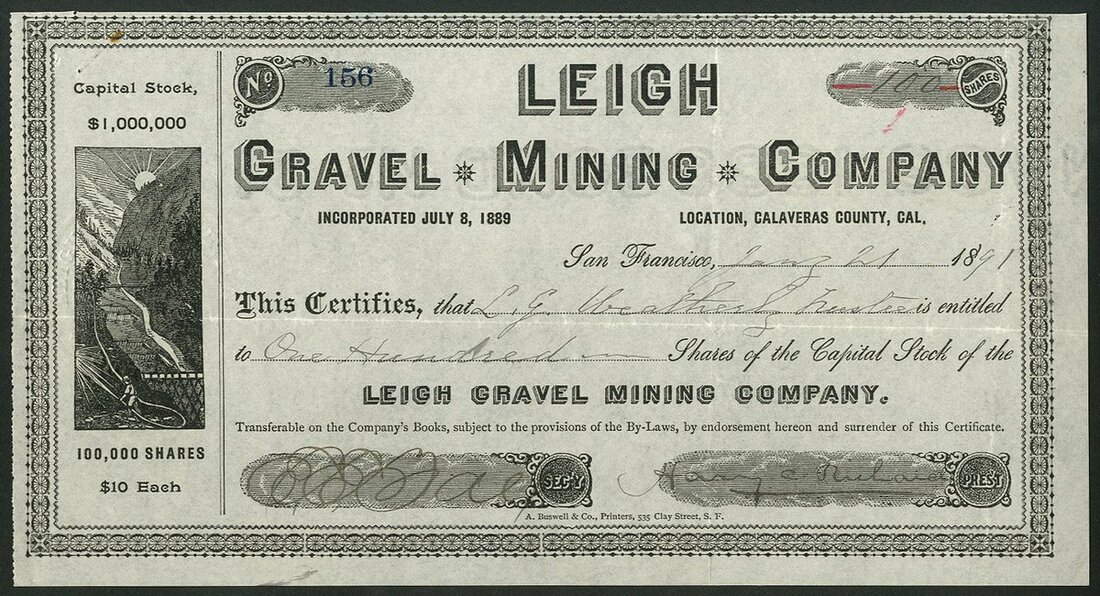 Capital Stock,
$1,000,000
100,000 SHARES
$10 Each
No 156
100 SHARES
LEIGH
GRAVEL MINING COMPANY
INCORPORATED JULY 8, 1889 LOCATION, CALAVERAS COUNTY, CAL.
San Francisco, 21 1891
This Certifies, that L. G. Weatherly Trustee is entitled
to One Hundred Shares of the Capital Stock of the
LEIGH GRAVEL MINING COMPANY.
Transferable on the Company's Books, subject to the provisions of the By-Laws, by endorsement hereon and surrender of this Certificate.
SEC'Y
PREST
A. Buswell & Co., Printers, 535 Clay Street, S. F.